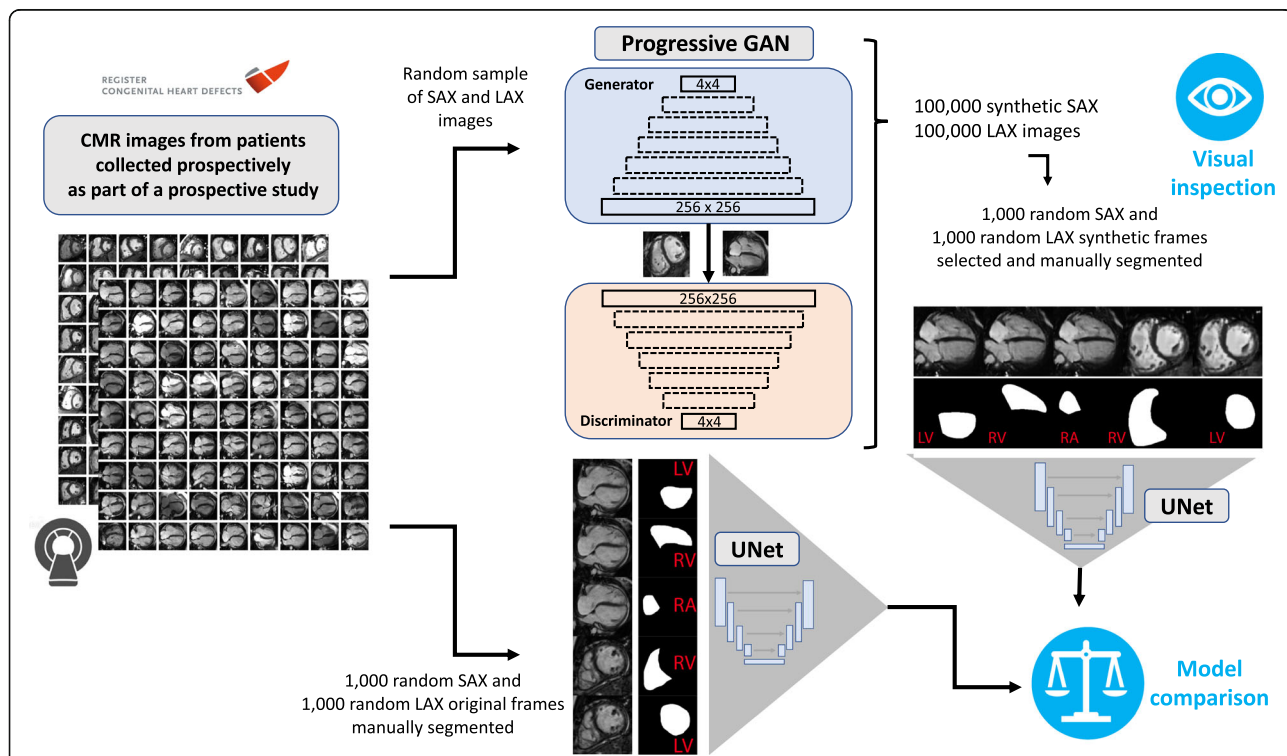 REGISTER
CONGENITAL HEART DEFECTS
CMR images from patients
collected prospectively
as part of a prospective study
Random sample
of SAX and LAX
images
Progressive GAN
Generator
4x4
256 x 256
256x256
Discriminator
4x4
100,000 synthetic SAX
100,000 LAX images
Visual
inspection
1,000 random SAX and
1,000 random LAX synthetic frames
selected and manually segmented
LV
RV
RA
RV
LV
UNet
1,000 random SAX and
1,000 random LAX original frames
manually segmented
LV
RV
RA
RV
LV
UNet
Model
comparison